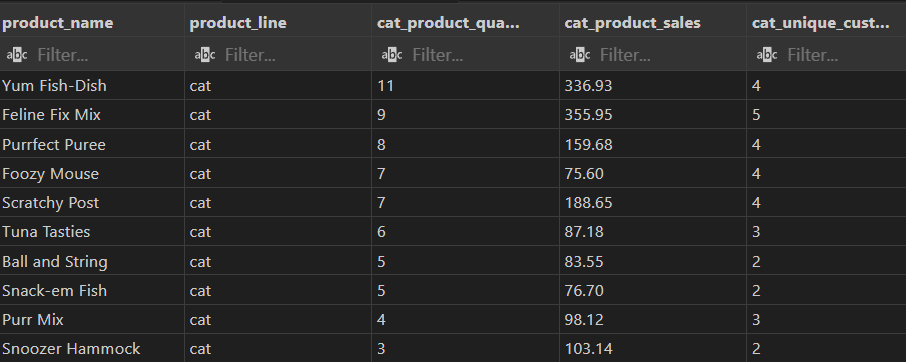 product_name product_line cat_product_qua... cat_product_sales cat_unique_cust...
abc Filter... abc Filter... abc Filter... abc Filter... abc Filter...
Yum Fish-Dish cat 11 336.93 4
Feline Fix Mix cat 9 355.95 5
Purrfect Puree cat 8 159.68 4
Foozy Mouse cat 7 75.60 4
Scratchy Post cat 7 188.65 4
Tuna Tasties cat 6 87.18 3
Ball and String cat 5 83.55 2
Snack-em Fish cat 5 76.70 2
Purr Mix cat 4 98.12 3
Snoozer Hammock cat 3 103.14 2